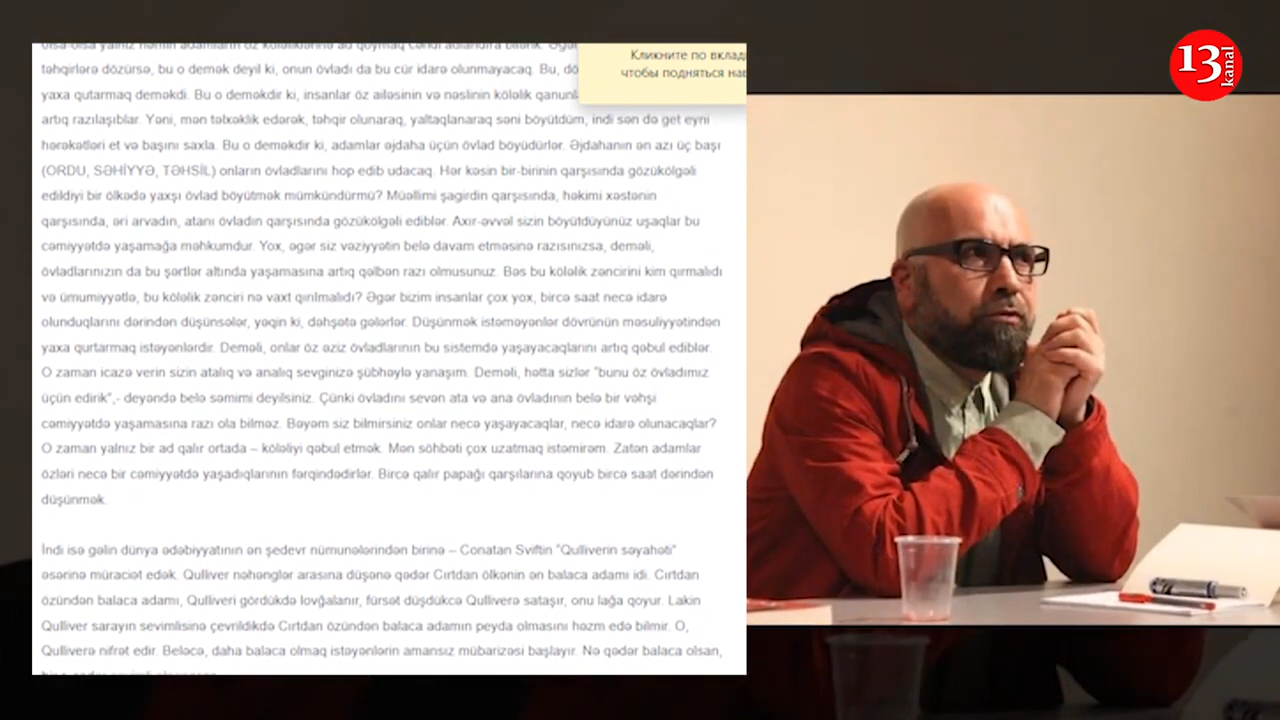 olsa-olsa yalnız həmin adamların öz köləliklərinə ad qoymaq cəhdi adlandıra bilərik. Əgər
təhqirlərə dözürsə, bu o demək deyil ki, onun övladı da bu cür idarə olunmayacaq. Bu,
yaxa qutarmaq deməkdi. Bu o deməkdir ki, insanlar öz ailəsinin və nəslinin köləlik
artıq razılaşıblar. Yəni, mən təlxəklik edərək, təhqir olunaraq, yaltaqlanaraq səni böyütdüm, indi sən də get eyni
hərəkətləri et və başını saxla. Bu o deməkdir ki, adamlar əjdaha üçün övlad böyüdürlər. Əjdahanın ən azı üç başı
(ORDU, SƏHİYYƏ, TƏHSİL) onların övladlarını hop edib udacaq. Hər kəsin bir-birinin qarşısında gözükölgəli
edildiyi bir ölkədə yaxşı övlad böyütmək mümkündürmü? Müəllimi şagirdin qarşısında, həkimi xəstənin
qarşısında, əri arvadın, atanı övladın qarşısında gözükölgəli ediblər. Axır-əvvəl sizin böyütdüyünüz uşaqlar bu
cəmiyyətdə yaşamağa məhkumdur. Yox, əgər siz vəziyyətin belə davam etməsinə razısınızsa, deməli,
övladlarınızın da bu şərtlər altında yaşamasına artıq qəlbən razı olmusunuz. Bəs bu köləlik zəncirini kim qırmalıdı
və ümumiyyətlə, bu köləlik zənciri nə vaxt qırılmalıdı? Əgər bizim insanlar çox yox, bircə saat necə idarə
olunduqlarını dərindən düşünsələr, yəqin ki, dəhşətə gələrlər. Düşünmək istəməyənlər dövrünün məsuliyyətindən
yaxa qurtarmaq istəyənlərdir. Deməli, onlar öz əziz övladlarının bu sistemdə yaşayacaqlarını artıq qəbul ediblər.
O zaman icazə verin sizin atalıq və analıq sevginizə şübhəylə yanaşım. Deməli, hətta sizlər "bunu öz övladımız
üçün edirik",- deyəndə belə səmimi deyilsiniz. Çünki övladını sevən ata və ana övladının belə bir vəhşi
cəmiyyətdə yaşamasına razı ola bilməz. Bəyəm siz bilmirsiniz onlar necə yaşayacaqlar, necə idarə olunacaqlar?
O zaman yalnız bir ad qalır ortada – köləliyi qəbul etmək. Mən söhbəti çox uzatmaq istəmirəm. Zatən adamlar
özləri necə bir cəmiyyətdə yaşadıqlarının fərqindədirlər. Bircə qalır papağı qarşılarına qoyub bircə saat dərindən
düşünmək.
İndi isə gəlin dünya ədəbiyyatının ən şedevr nümunələrindən birinə – Conatan Sviftin "Qulliverin səyahəti"
əsərinə müraciət edək. Qulliver nəhənglər arasına düşənə qədər Cırtdan ölkənin ən balaca adamı idi. Cırtdan
özündən balaca adamı, Qulliveri gördükdə lovğalanır, fürsət düşdükcə Qulliverə sataşır, onu lağa qoyur. Lakin
Qulliver sarayın sevimlisinə çevrildikdə Cırtdan özündən balaca adamın peyda olmasını həzm edə bilmir. O,
Qulliverə nifrət edir. Beləcə, daha balaca olmaq istəyənlərin amansız mübarizəsi başlayır. Nə qədər balaca olsan,
Кликните по
чтобы подняться
13
kanal